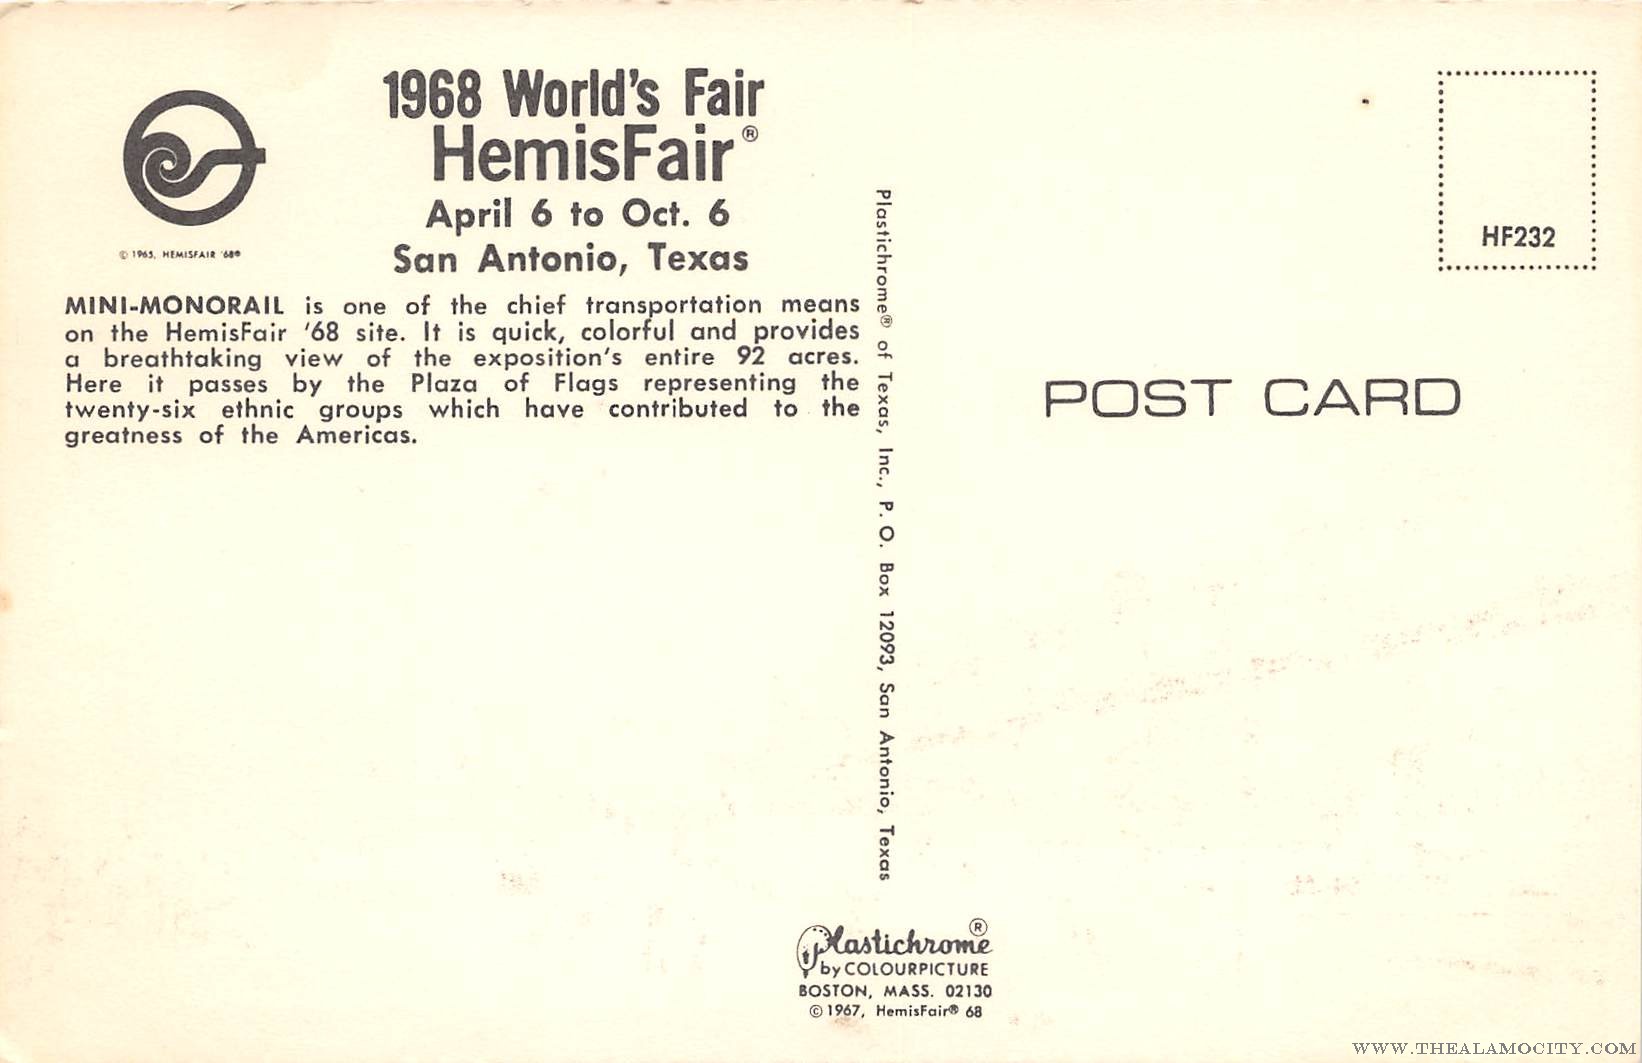 1968 World's Fair
HemisFair®
April 6 to Oct. 6
San Antonio, Texas
© 1965, HEMISFAIR '68®
MINI-MONORAIL is one of the chief transportation means
on the HemisFair '68 site. It is quick, colorful and provides
a breathtaking view of the exposition's entire 92 acres.
Here it passes by the Plaza of Flags representing the
twenty-six ethnic groups which have contributed to the
greatness of the Americas.
Plastichrome® of Texas, Inc., P. O. Box 12093, San Antonio, Texas
Plastichrome®
by COLOURPICTURE
BOSTON, MASS. 02130
© 1967, HemisFair® 68
HF232
POST CARD
WWW.THEALAMOCITY.COM